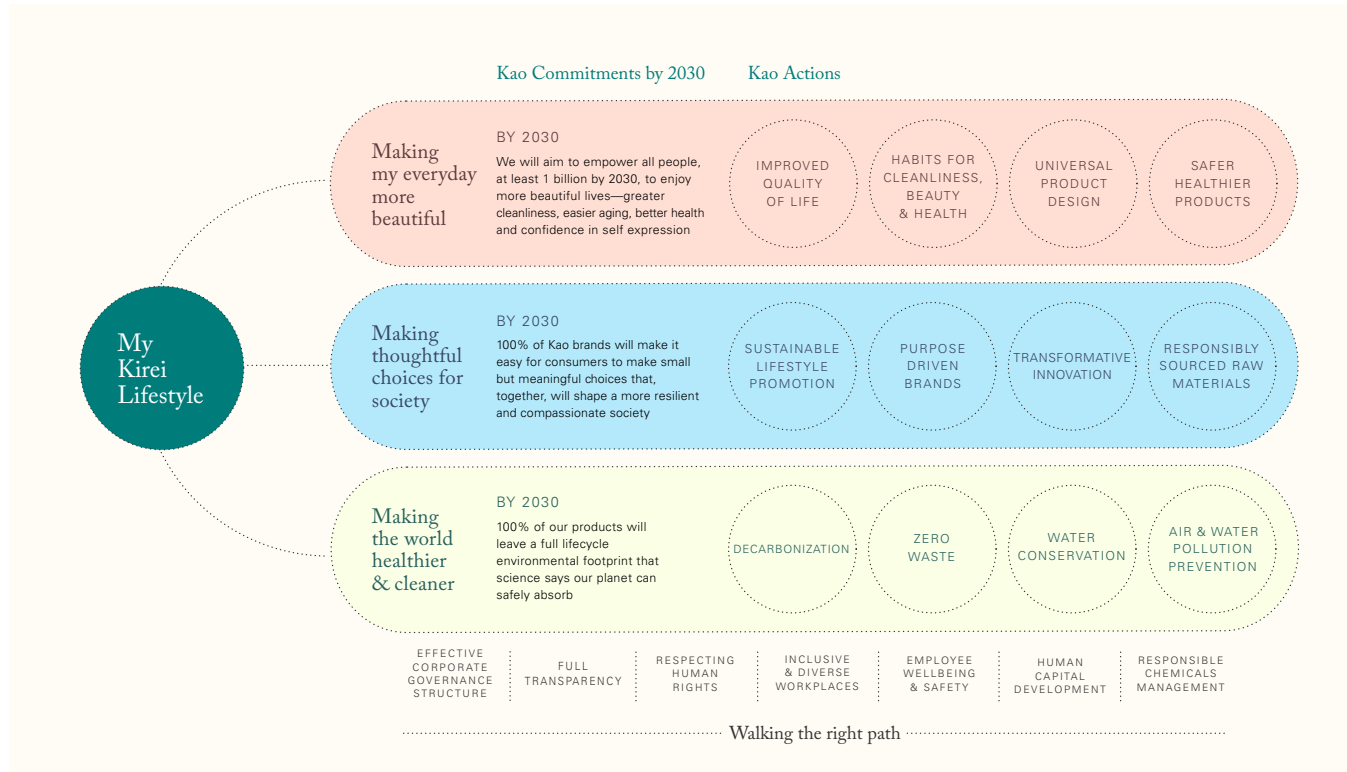 Kao Commitments by 2030
Kao Actions
My
Kirei
Lifestyle
Making
my everyday
more
beautiful
BY 2030
We will aim to empower all people,
at least 1 billion by 2030, to enjoy
more beautiful lives—greater
cleanliness, easier aging, better health
and confidence in self expression
IMPROVED
QUALITY
OF LIFE
HABITS FOR
CLEANLINESS,
BEAUTY
& HEALTH
UNIVERSAL
PRODUCT
DESIGN
SAFER
HEALTHIER
PRODUCTS
Making
thoughtful
choices for
society
BY 2030
100% of Kao brands will make it
easy for consumers to make small
but meaningful choices that,
together, will shape a more resilient
and compassionate society
SUSTAINABLE
LIFESTYLE
PROMOTION
PURPOSE
DRIVEN
BRANDS
TRANSFORMATIVE
INNOVATION
RESPONSIBLY
SOURCED RAW
MATERIALS
Making
the world
healthier
& cleaner
BY 2030
100% of our products will
leave a full lifecycle
environmental footprint that
science says our planet can
safely absorb
DECARBONIZATION
ZERO
WASTE
WATER
CONSERVATION
AIR & WATER
POLLUTION
PREVENTION
EFFECTIVE
CORPORATE
GOVERNANCE
STRUCTURE
FULL
TRANSPARENCY
RESPECTING
HUMAN
RIGHTS
INCLUSIVE
& DIVERSE
WORKPLACES
EMPLOYEE
WELLBEING
& SAFETY
HUMAN
CAPITAL
DEVELOPMENT
RESPONSIBLE
CHEMICALS
MANAGEMENT
Walking the right path